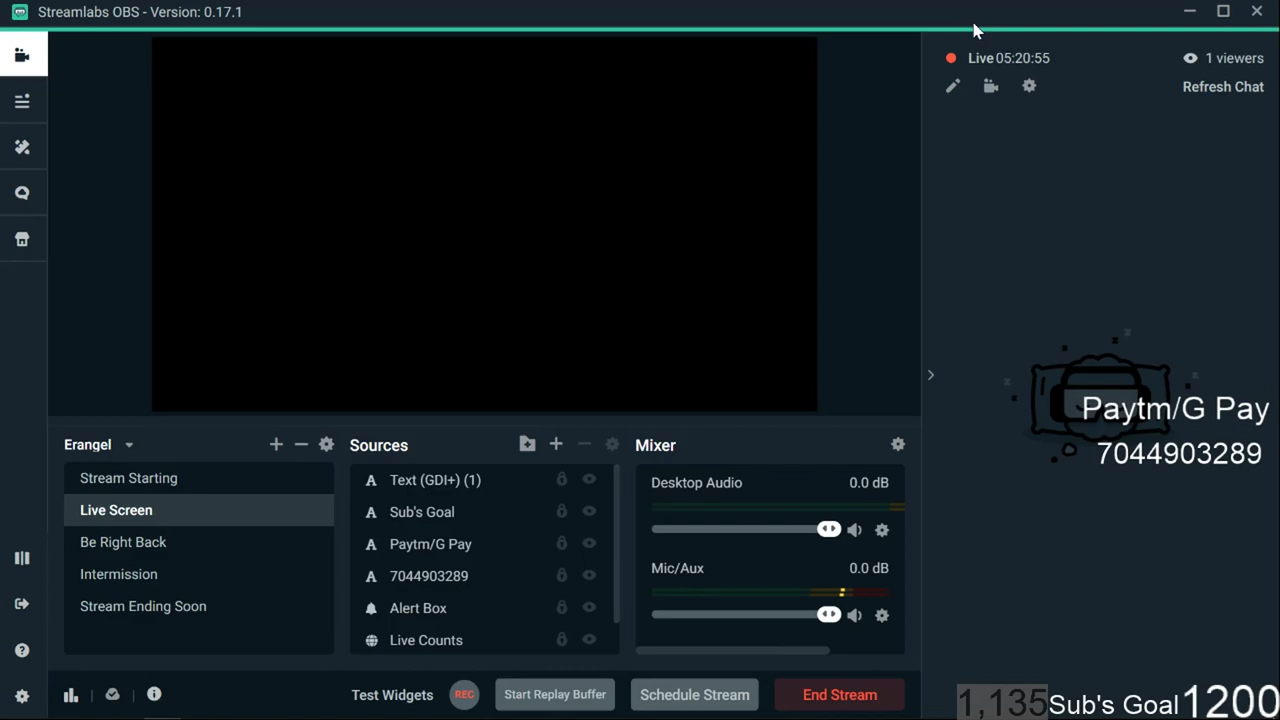 Streamlabs OBS - Version: 0.17.1
Live 05:20:55
1 viewers
Refresh Chat
Paytm/G Pay
7044903289
Erangel
Stream Starting
Live Screen
Be Right Back
Intermission
Stream Ending Soon
Sources
Text (GDI+) (1)
Sub's Goal
Paytm/G Pay
7044903289
Alert Box
Live Counts
Mixer
Desktop Audio 0.0 dB
Mic/Aux 0.0 dB
Test Widgets REC Start Replay Buffer Schedule Stream End Stream
1,135 Sub's Goal 1200